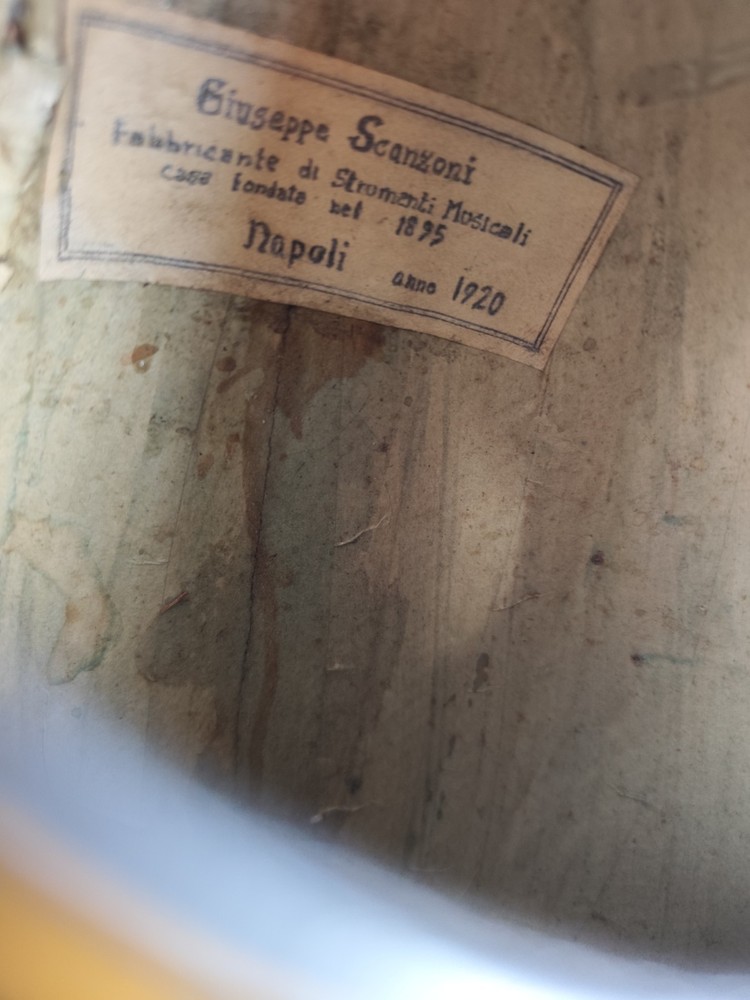 Giuseppe Scanzoni
Fabbricante di Strumenti Musicali
casa fondata nel 1895
Napoli anno 1920